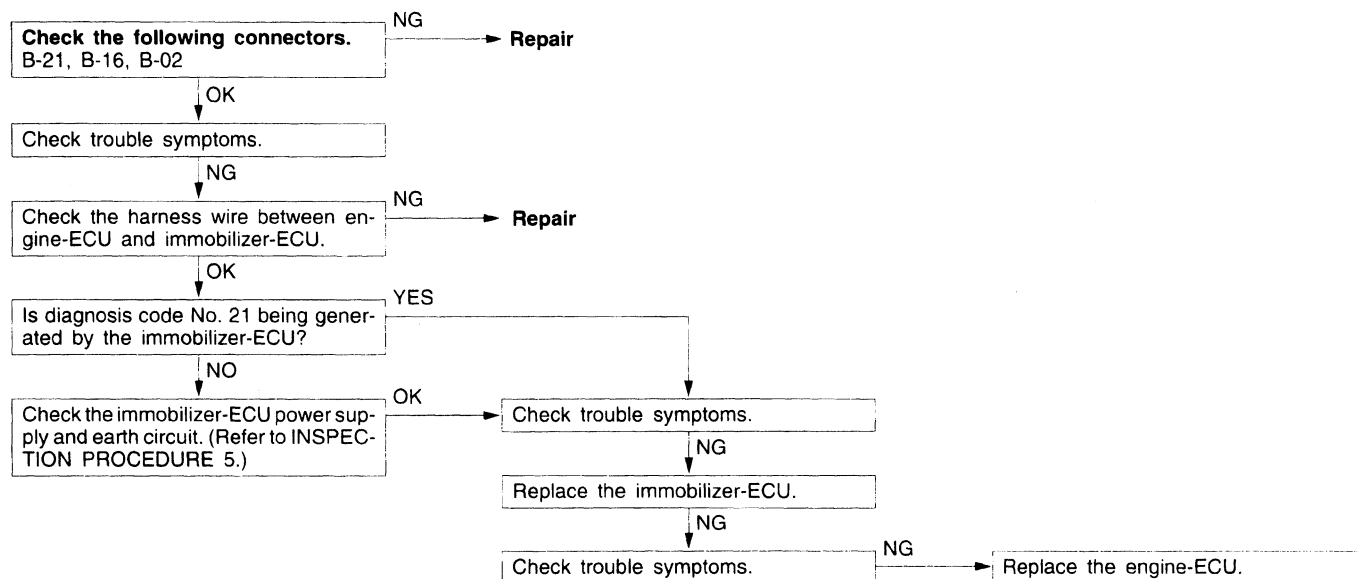 Check the following connectors.
B-21, B-16, B-02
NG
Repair
OK
Check trouble symptoms.
NG
Check the harness wire between en-
gine-ECU and immobilizer-ECU.
NG
Repair
OK
Is diagnosis code No. 21 being gener-
ated by the immobilizer-ECU?
YES
NO
Check the immobilizer-ECU power sup-
ply and earth circuit. (Refer to INSPEC-
TION PROCEDURE 5.)
OK
Check trouble symptoms.
NG
Replace the immobilizer-ECU.
NG
Check trouble symptoms.
NG
Replace the engine-ECU.